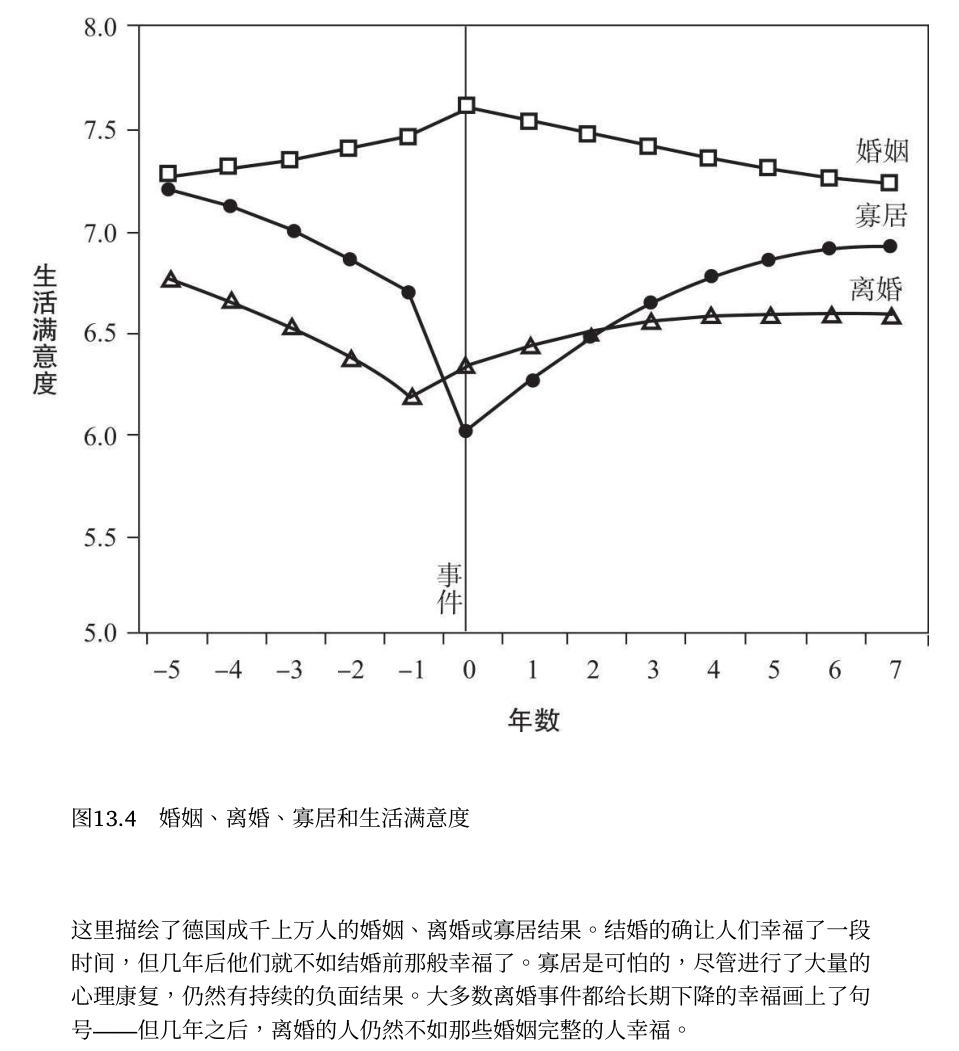 8.0
7.5
7.0
6.5
6.0
5.5
5.0
生活满意度
婚姻
寡居
离婚
事件
–5 –4 –3 –2 –1 0 1 2 3 4 5 6 7
年数
图13.4 婚姻、离婚、寡居和生活满意度
这里描绘了德国成千上万人的婚姻、离婚或寡居结果。结婚的确让人们幸福了一段
时间，但几年后他们就不如结婚前那般幸福了。寡居是可怕的，尽管进行了大量的
心理康复，仍然有持续的负面结果。大多数离婚事件都给长期下降的幸福画上了句
号——但几年之后，离婚的人仍然不如那些婚姻完整的人幸福。